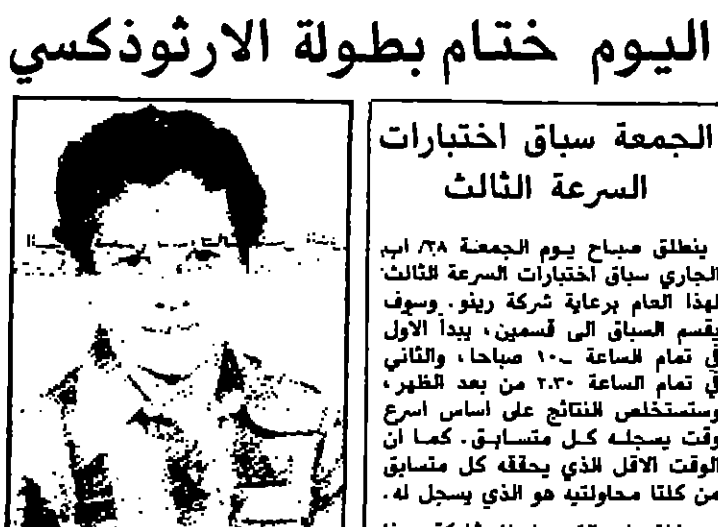 اليوم ختام بطولة الارثوذكسي
الجمعة سباق اختبارات
السرعة الثالث
ينطلق صباح يوم الجمعة ٢٨/ اب
الجاري سباق اختبارات السرعة الثالث
لهذا العام برعاية شركة رينو. وسوف
يقسم السباق الى قسمين، يبدأ الأول
في تمام الساعة ـ١٠ صباحا، والثاني
في تمام الساعة ٢.٣٠ من بعد الظهر،
وستستخلص النتائج على اساس اسرع
وقت يسجله كل متسابق. كما ان
الوقت الاقل الذي يحققه كل متسابق
من كلتا محاولتيه هو الذي يسجل له.